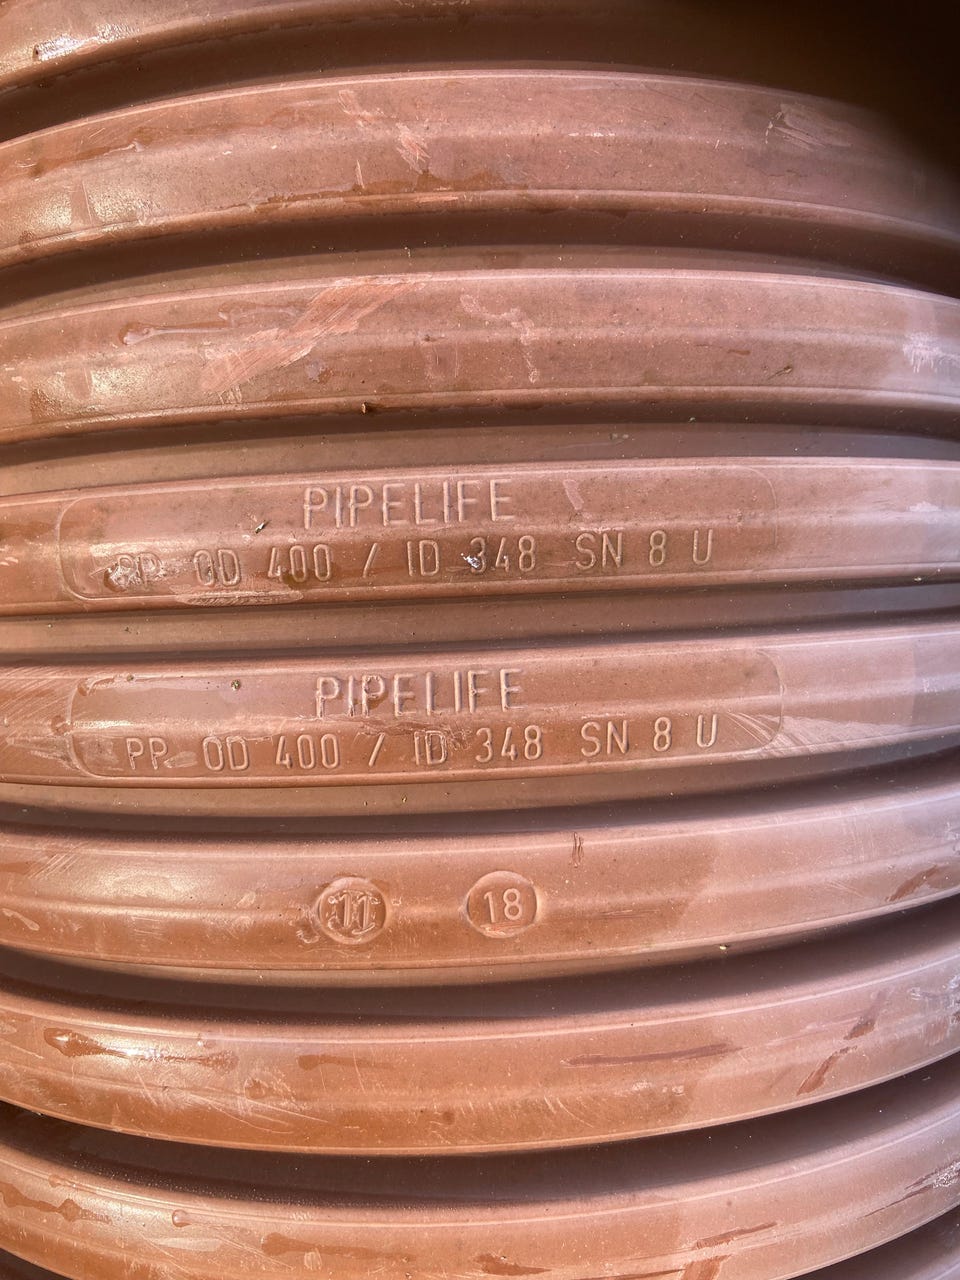 PIPELIFE
PP OD 400 / ID 348 SN 8 U
PIPELIFE
PP OD 400 / ID 348 SN 8 U
18